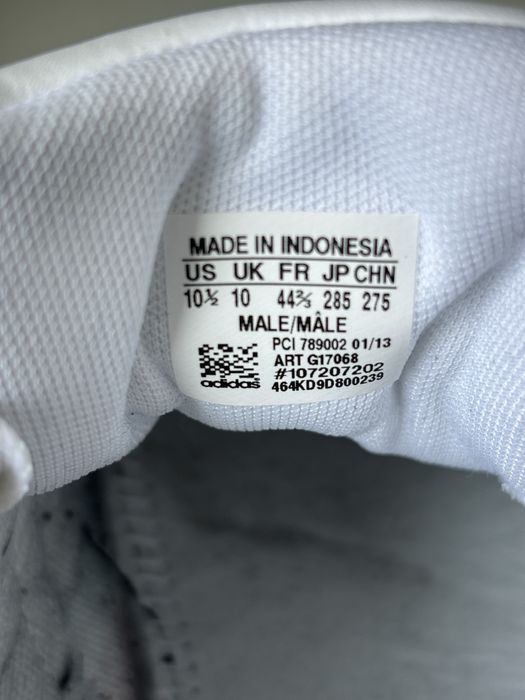 MADE IN INDONESIA
US UK FR JP CHN
10½ 10 44⅔ 285 275
MALE/MÂLE
PCI 789002 01/13
ART G17068
#107207202
adidas 464KD9D800239